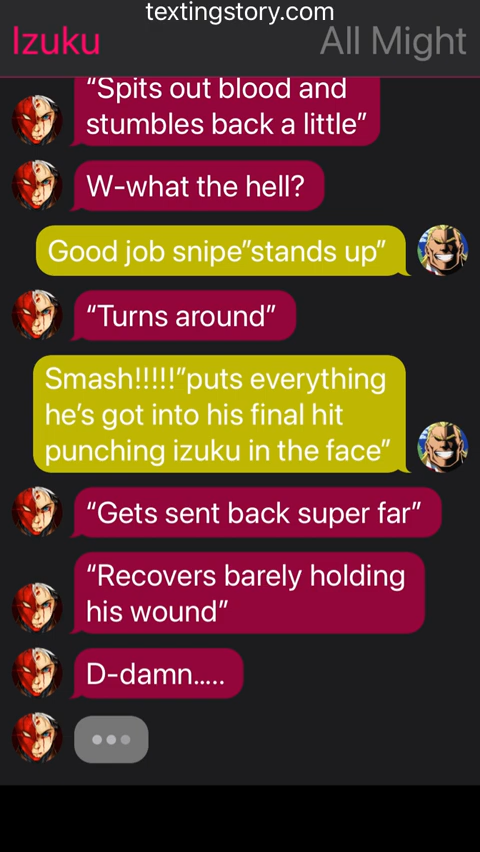 textingstory.com
Izuku
All Might
“Spits out blood and
stumbles back a little”
W-what the hell?
Good job snipe”stands up”
“Turns around”
Smash!!!!!”puts everything
he’s got into his final hit
punching izuku in the face”
“Gets sent back super far”
“Recovers barely holding
his wound”
D-damn.....